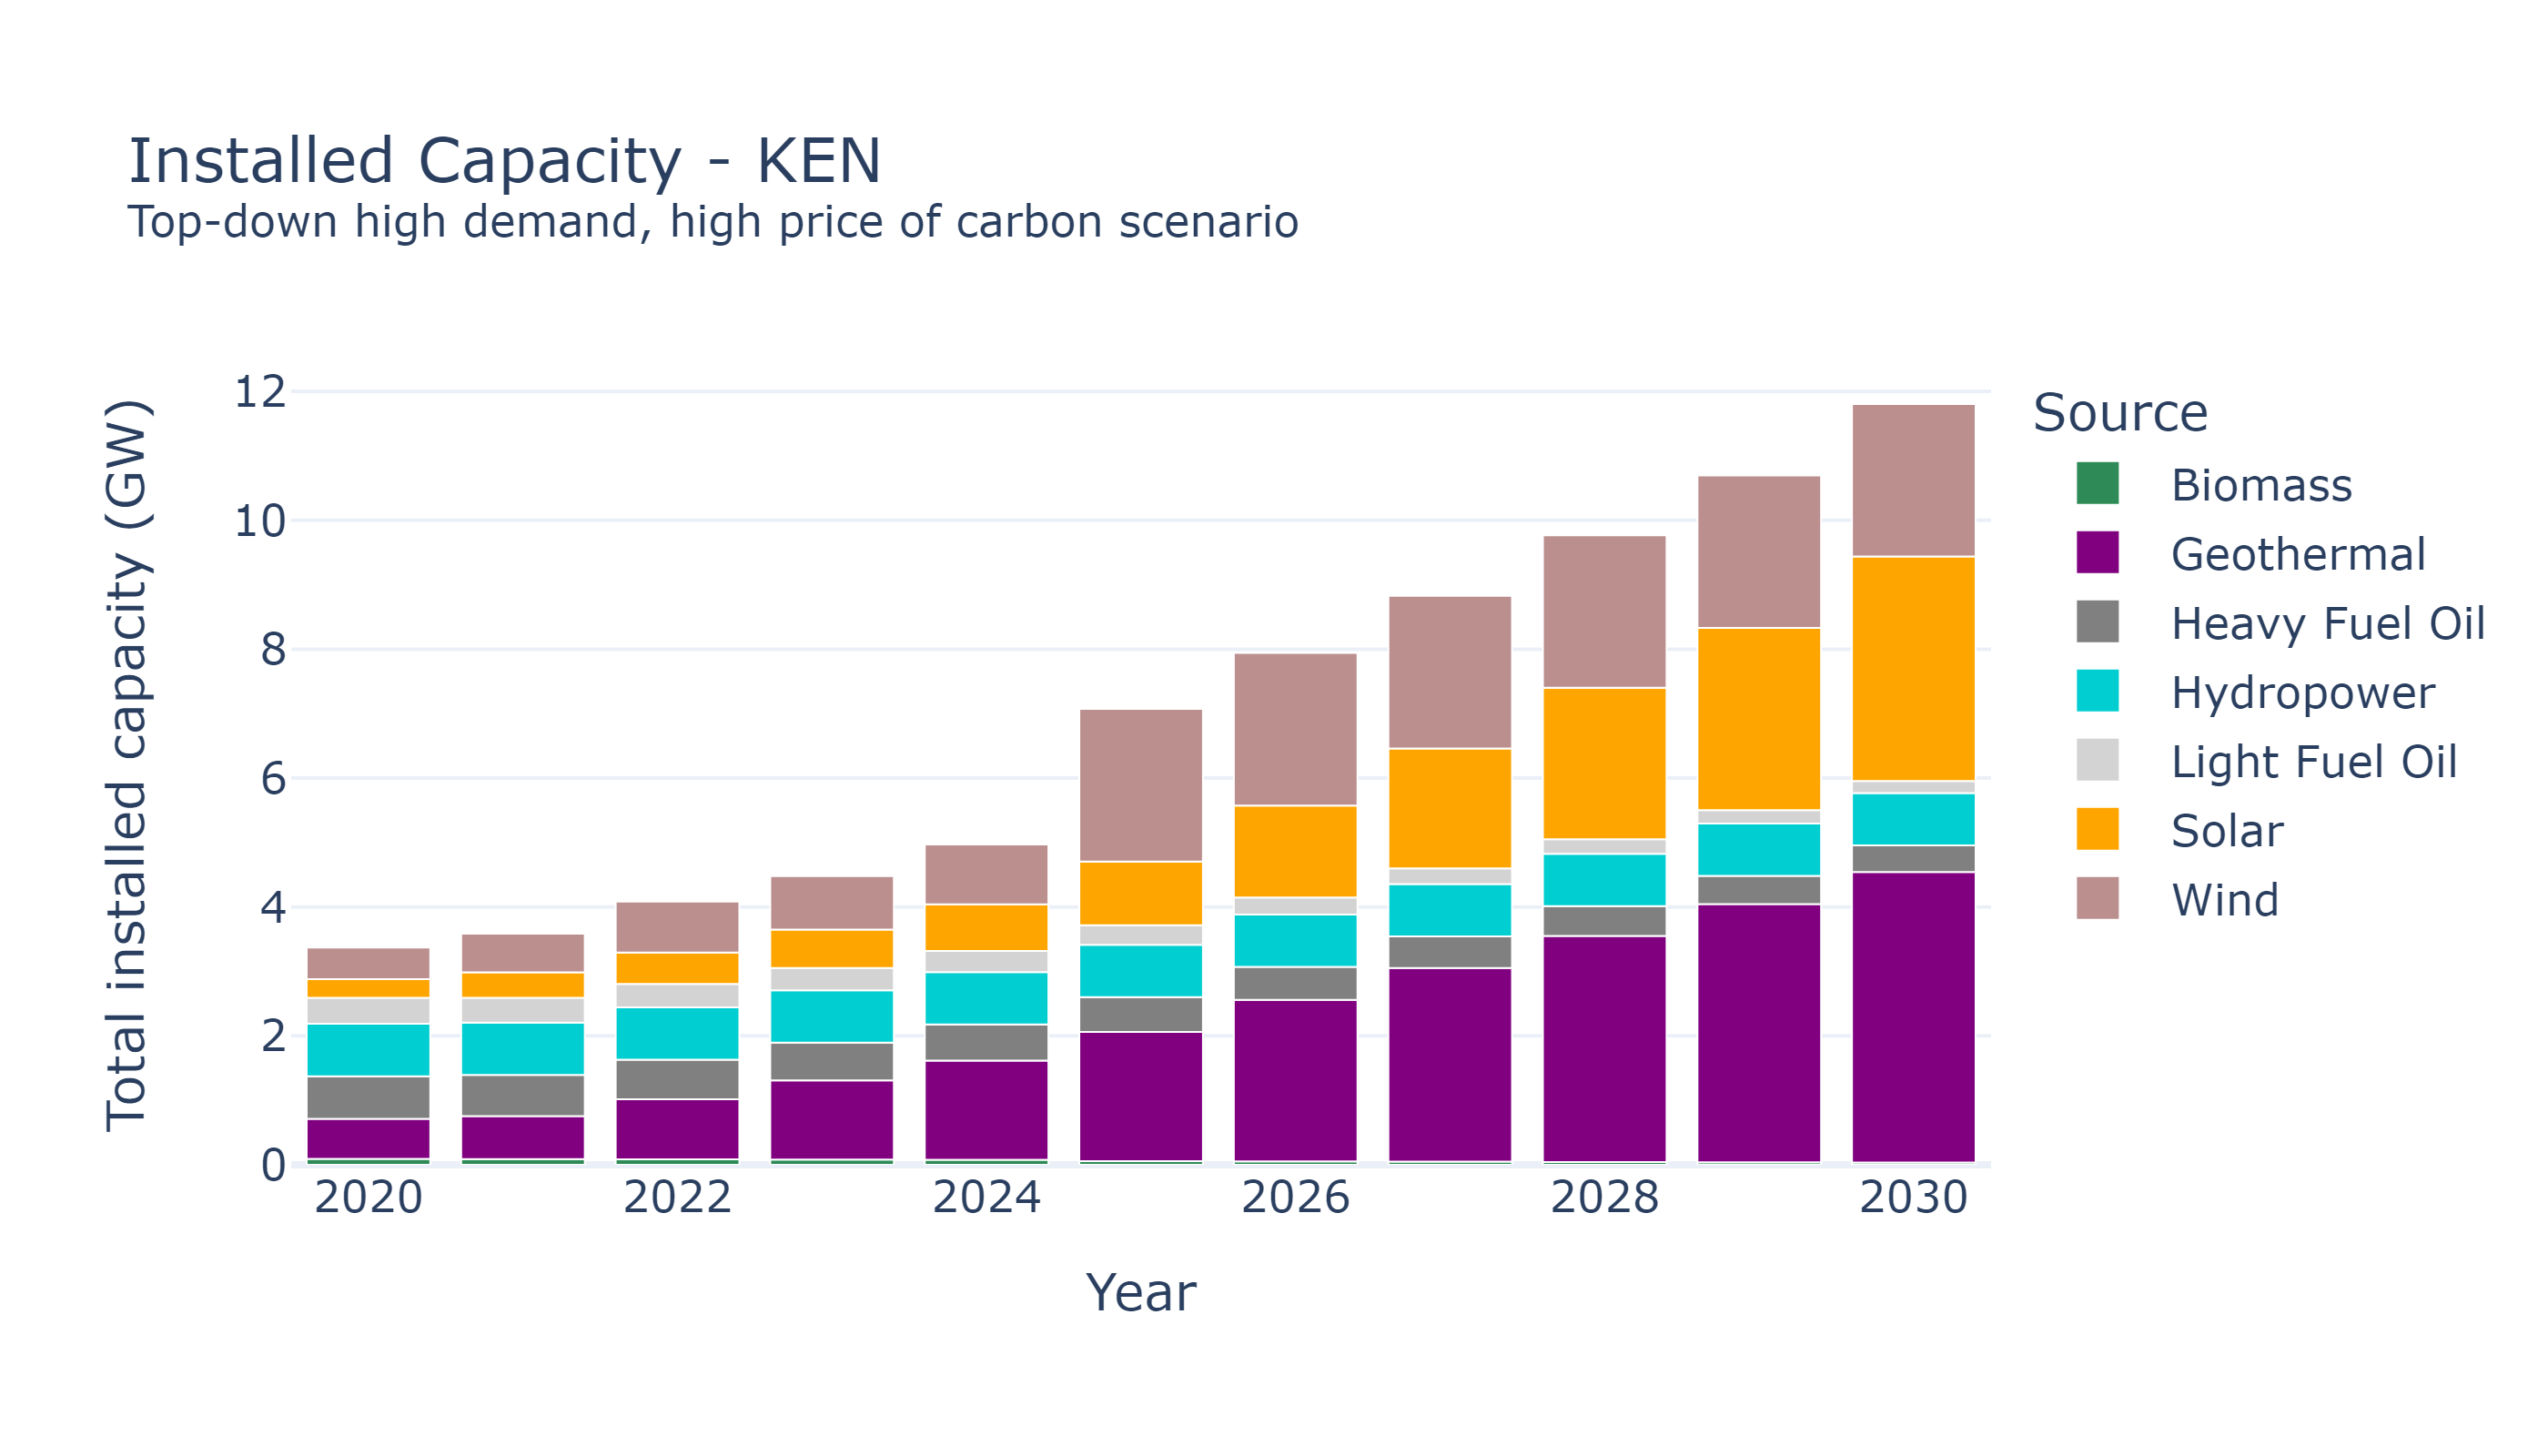 Installed Capacity - KEN
Top-down high demand, high price of carbon scenario
Total installed capacity (GW)
12
10
8
6
4
2
0
2020
2022
2024
2026
2028
2030
Year
Source
Biomass
Geothermal
Heavy Fuel Oil
Hydropower
Light Fuel Oil
Solar
Wind